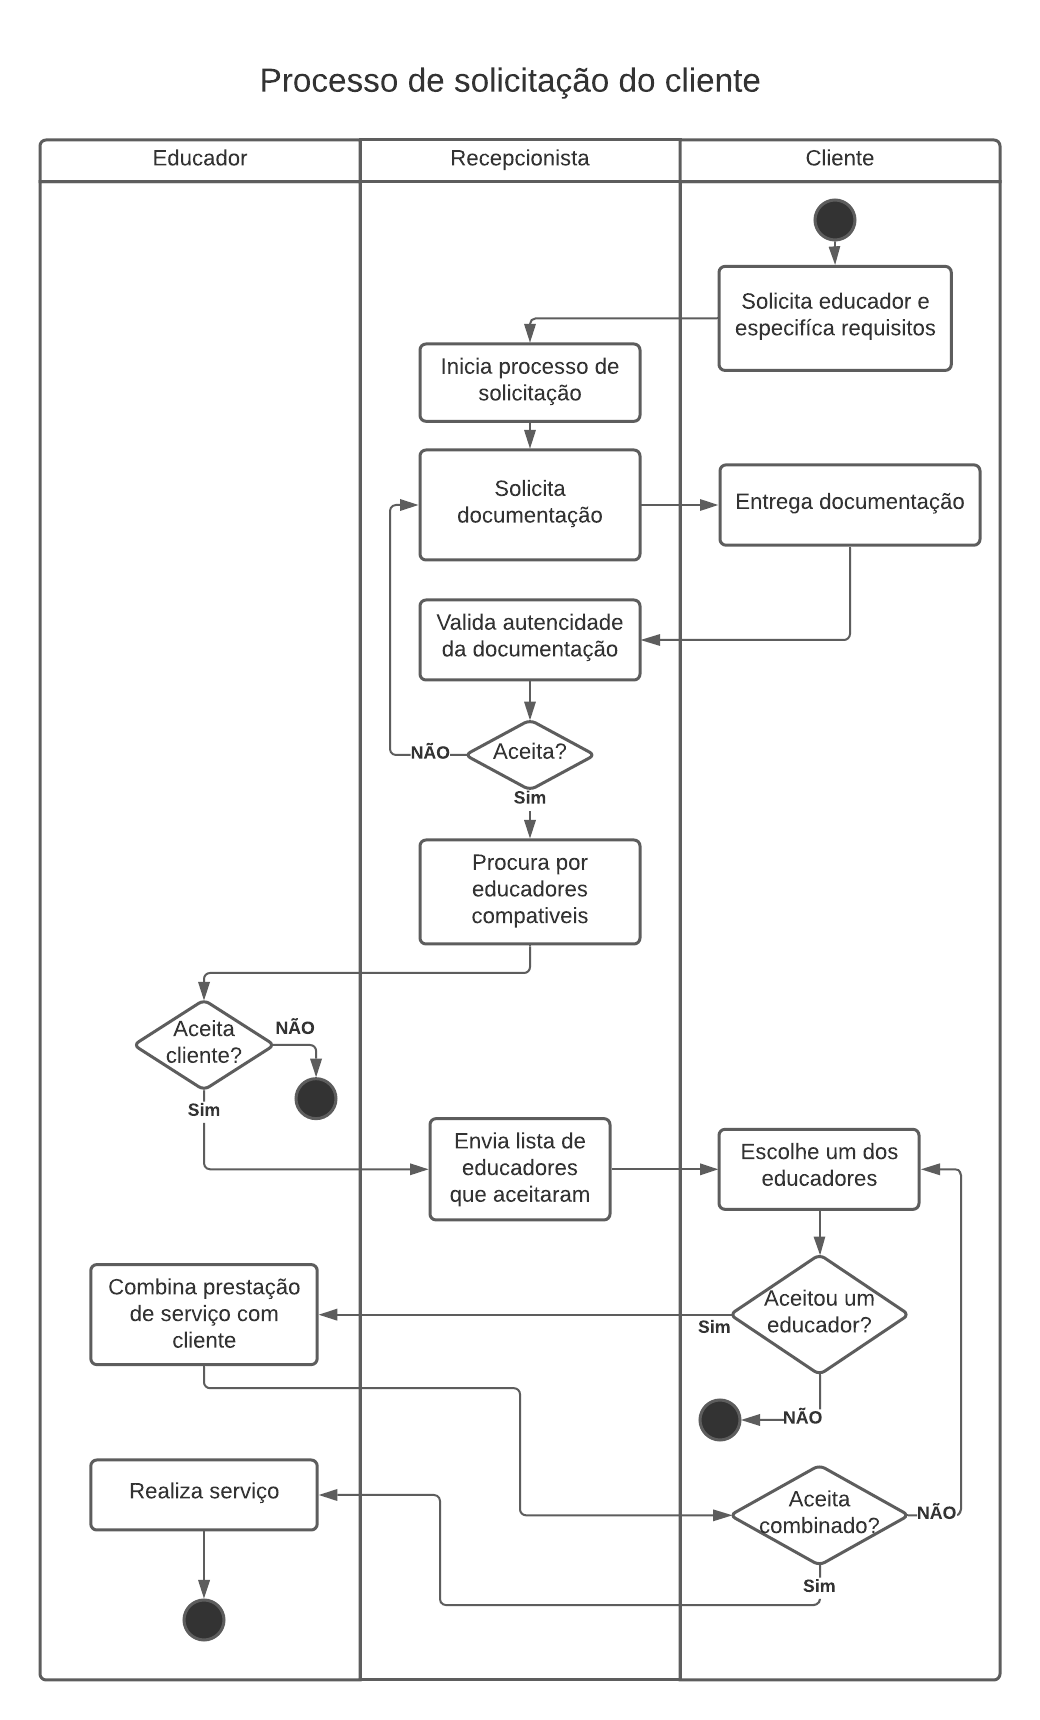 Processo de solicitação do cliente
Educador
Recepcionista
Cliente
Solicita educador e
especifíca requisitos
Inicia processo de
solicitação
Solicita
documentação
Entrega documentação
Valida autencidade
da documentação
Aceita?
NÃO
Sim
Procura por
educadores
compativeis
Aceita
cliente?
NÃO
Sim
Envia lista de
educadores
que aceitaram
Escolhe um dos
educadores
Aceitou um
educador?
Sim
NÃO
Combina prestação
de serviço com
cliente
Aceita
combinado?
NÃO
Sim
Realiza serviço